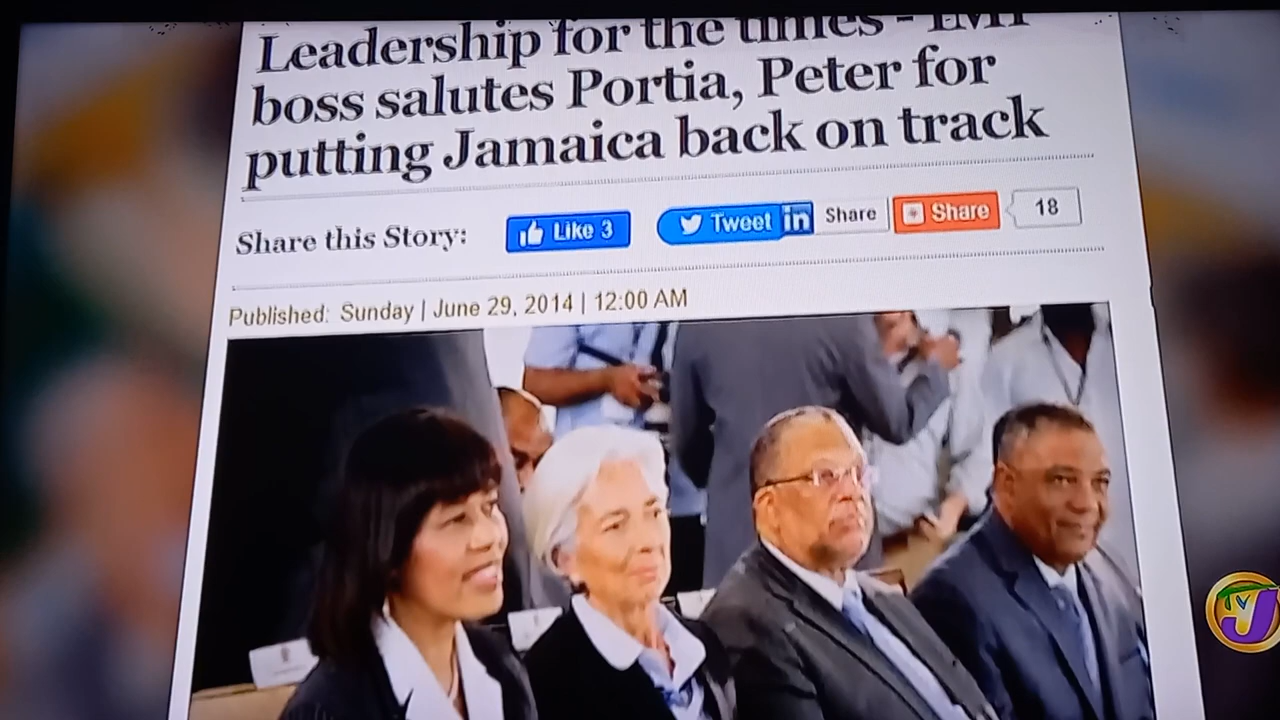 Leadership for the times - IMF
boss salutes Portia, Peter for
putting Jamaica back on track
Share this Story:
Like 3
Tweet
in
Share
Share
18
Published: Sunday | June 29, 2014 | 12:00 AM
TVJ